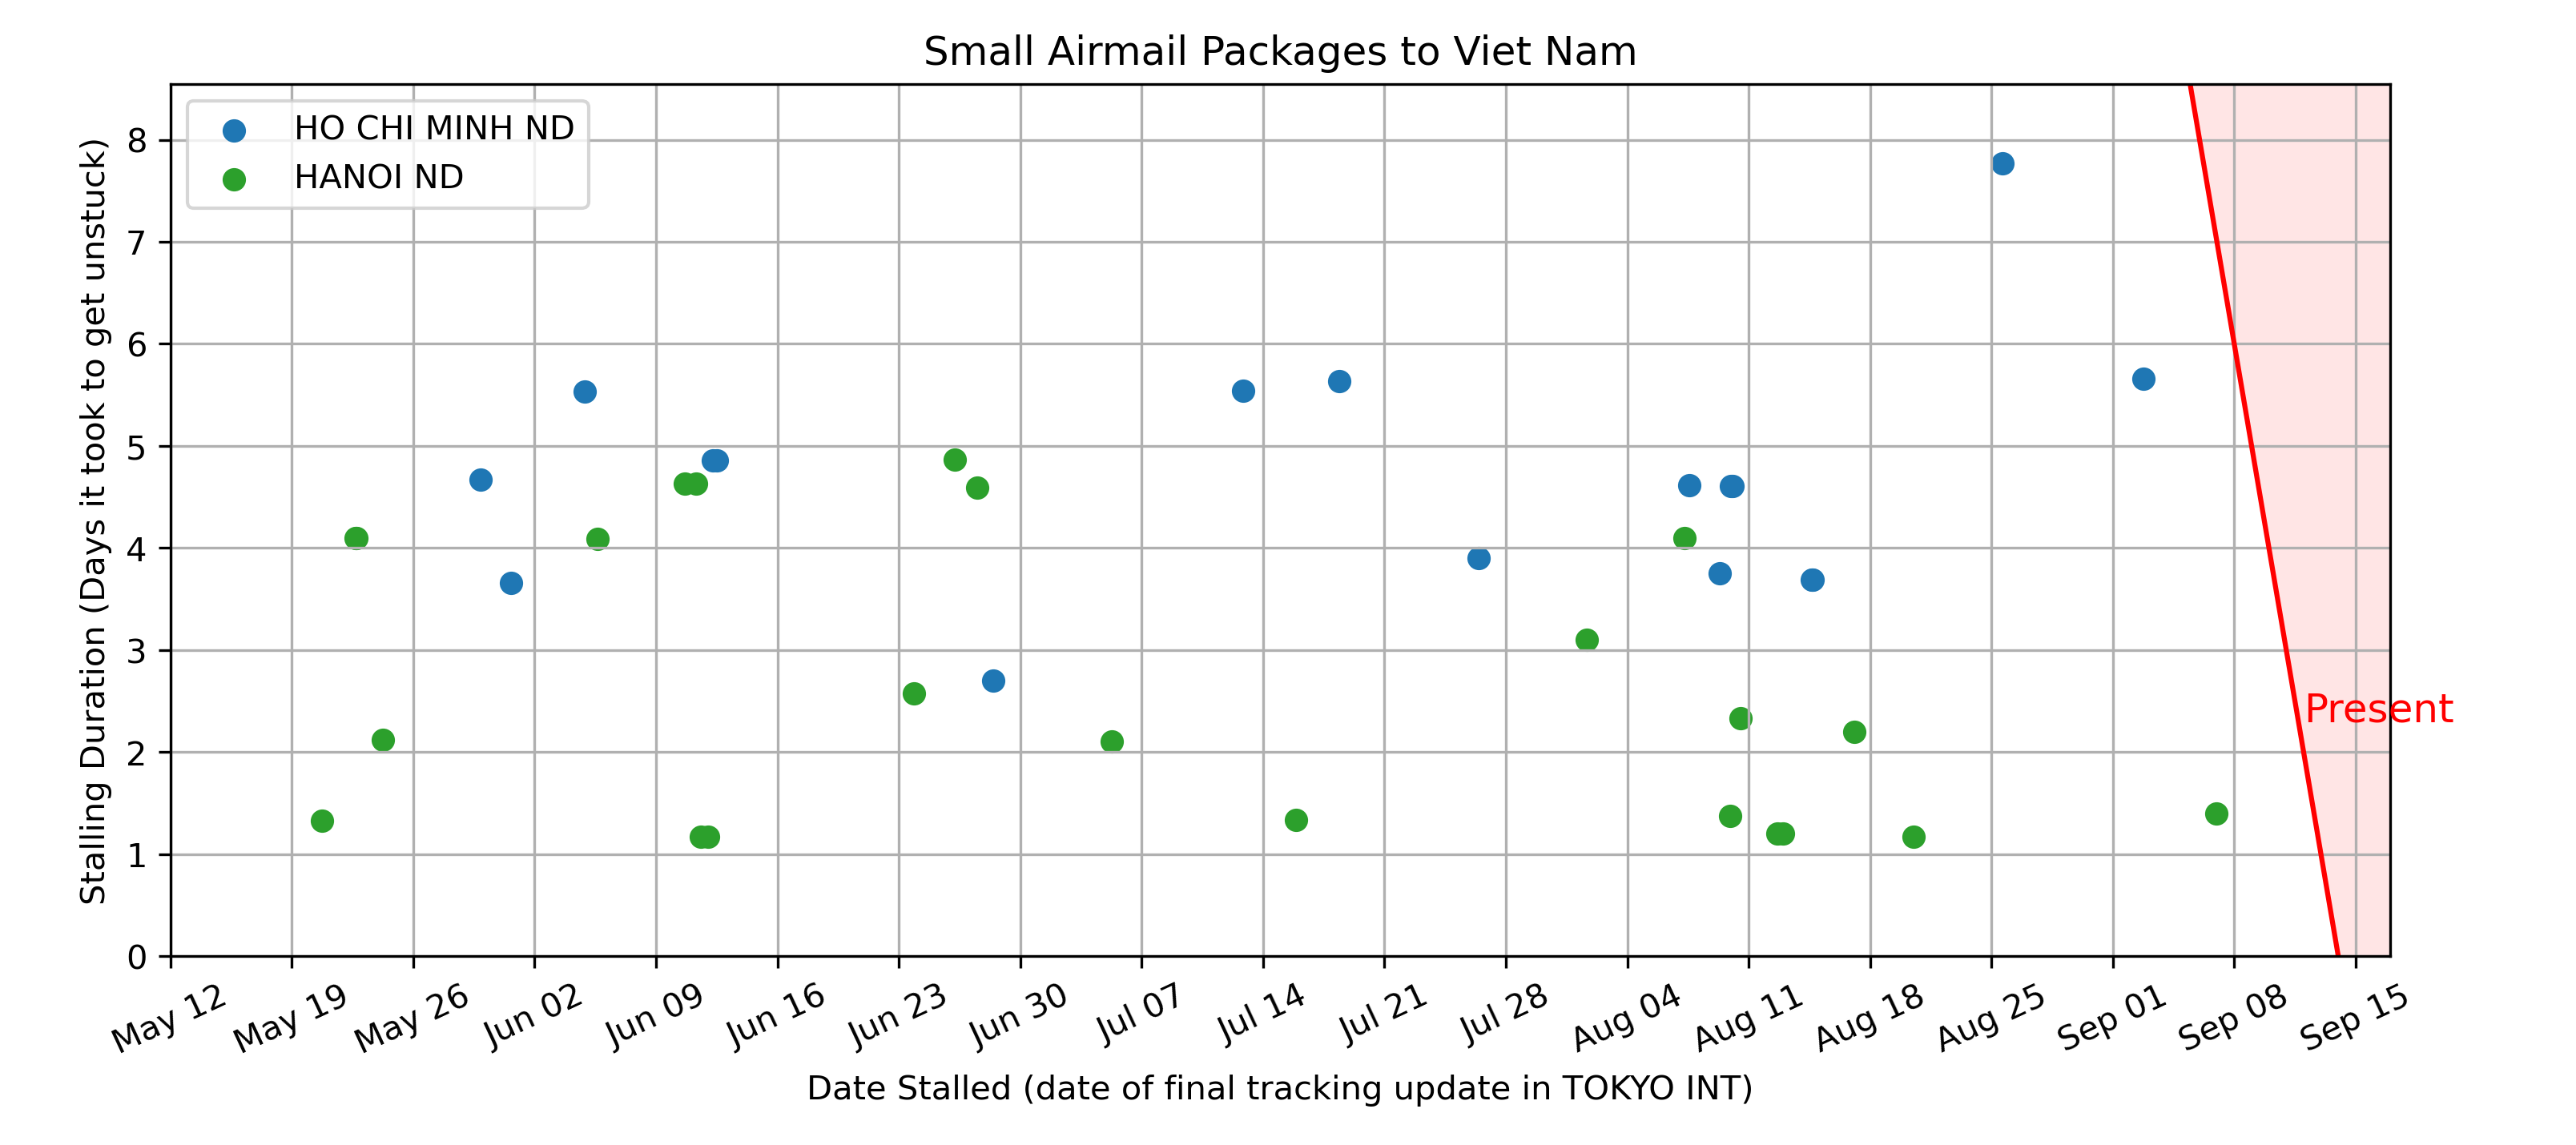 Small Airmail Packages to Viet Nam
HO CHI MINH ND
HANOI ND
Stalling Duration (Days it took to get unstuck)
8
7
6
5
4
3
2
1
0
Present
May 12
May 19
May 26
Jun 02
Jun 09
Jun 16
Jun 23
Jun 30
Jul 07
Jul 14
Jul 21
Jul 28
Aug 04
Aug 11
Aug 18
Aug 25
Sep 01
Sep 08
Sep 15
Date Stalled (date of final tracking update in TOKYO INT)